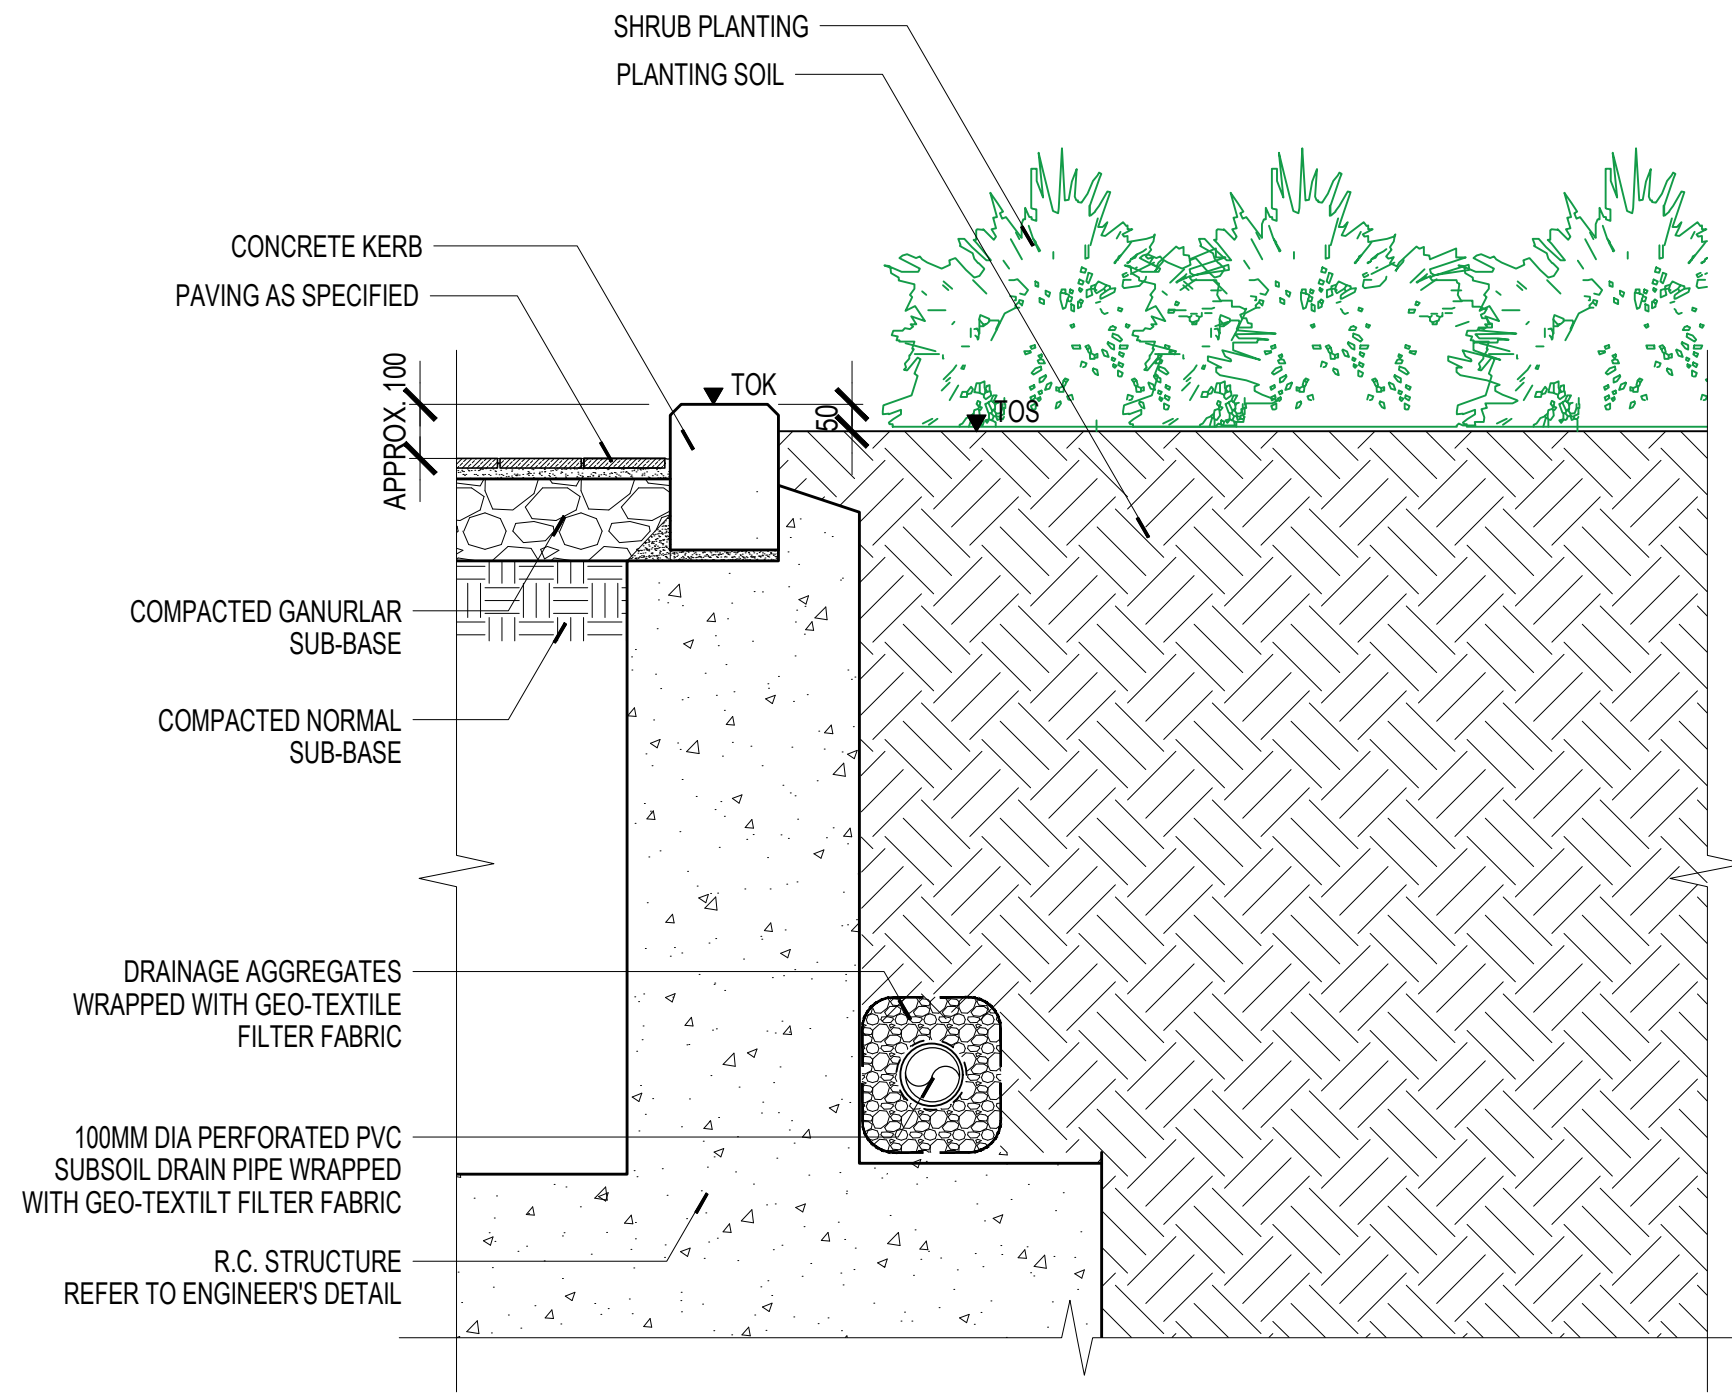 SHRUB PLANTING
PLANTING SOIL
CONCRETE KERB
PAVING AS SPECIFIED
APPROX. 100
TOK
50
TOS
COMPACTED GANURLAR
SUB-BASE
COMPACTED NORMAL
SUB-BASE
DRAINAGE AGGREGATES
WRAPPED WITH GEO-TEXTILE
FILTER FABRIC
100MM DIA PERFORATED PVC
SUBSOIL DRAIN PIPE WRAPPED
WITH GEO-TEXTILT FILTER FABRIC
R.C. STRUCTURE
REFER TO ENGINEER'S DETAIL